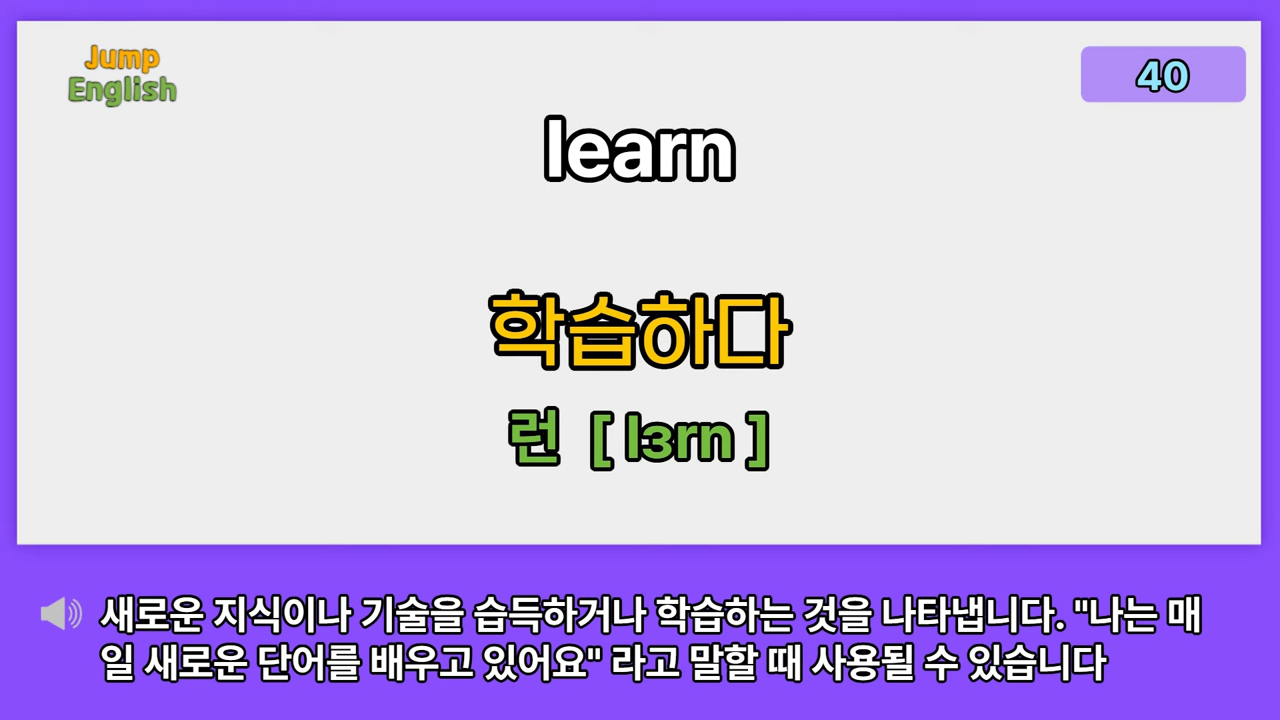 Jump
English
40
learn
학습하다
런 [ lɜrn ]
새로운 지식이나 기술을 습득하거나 학습하는 것을 나타냅니다. "나는 매
일 새로운 단어를 배우고 있어요" 라고 말할 때 사용될 수 있습니다